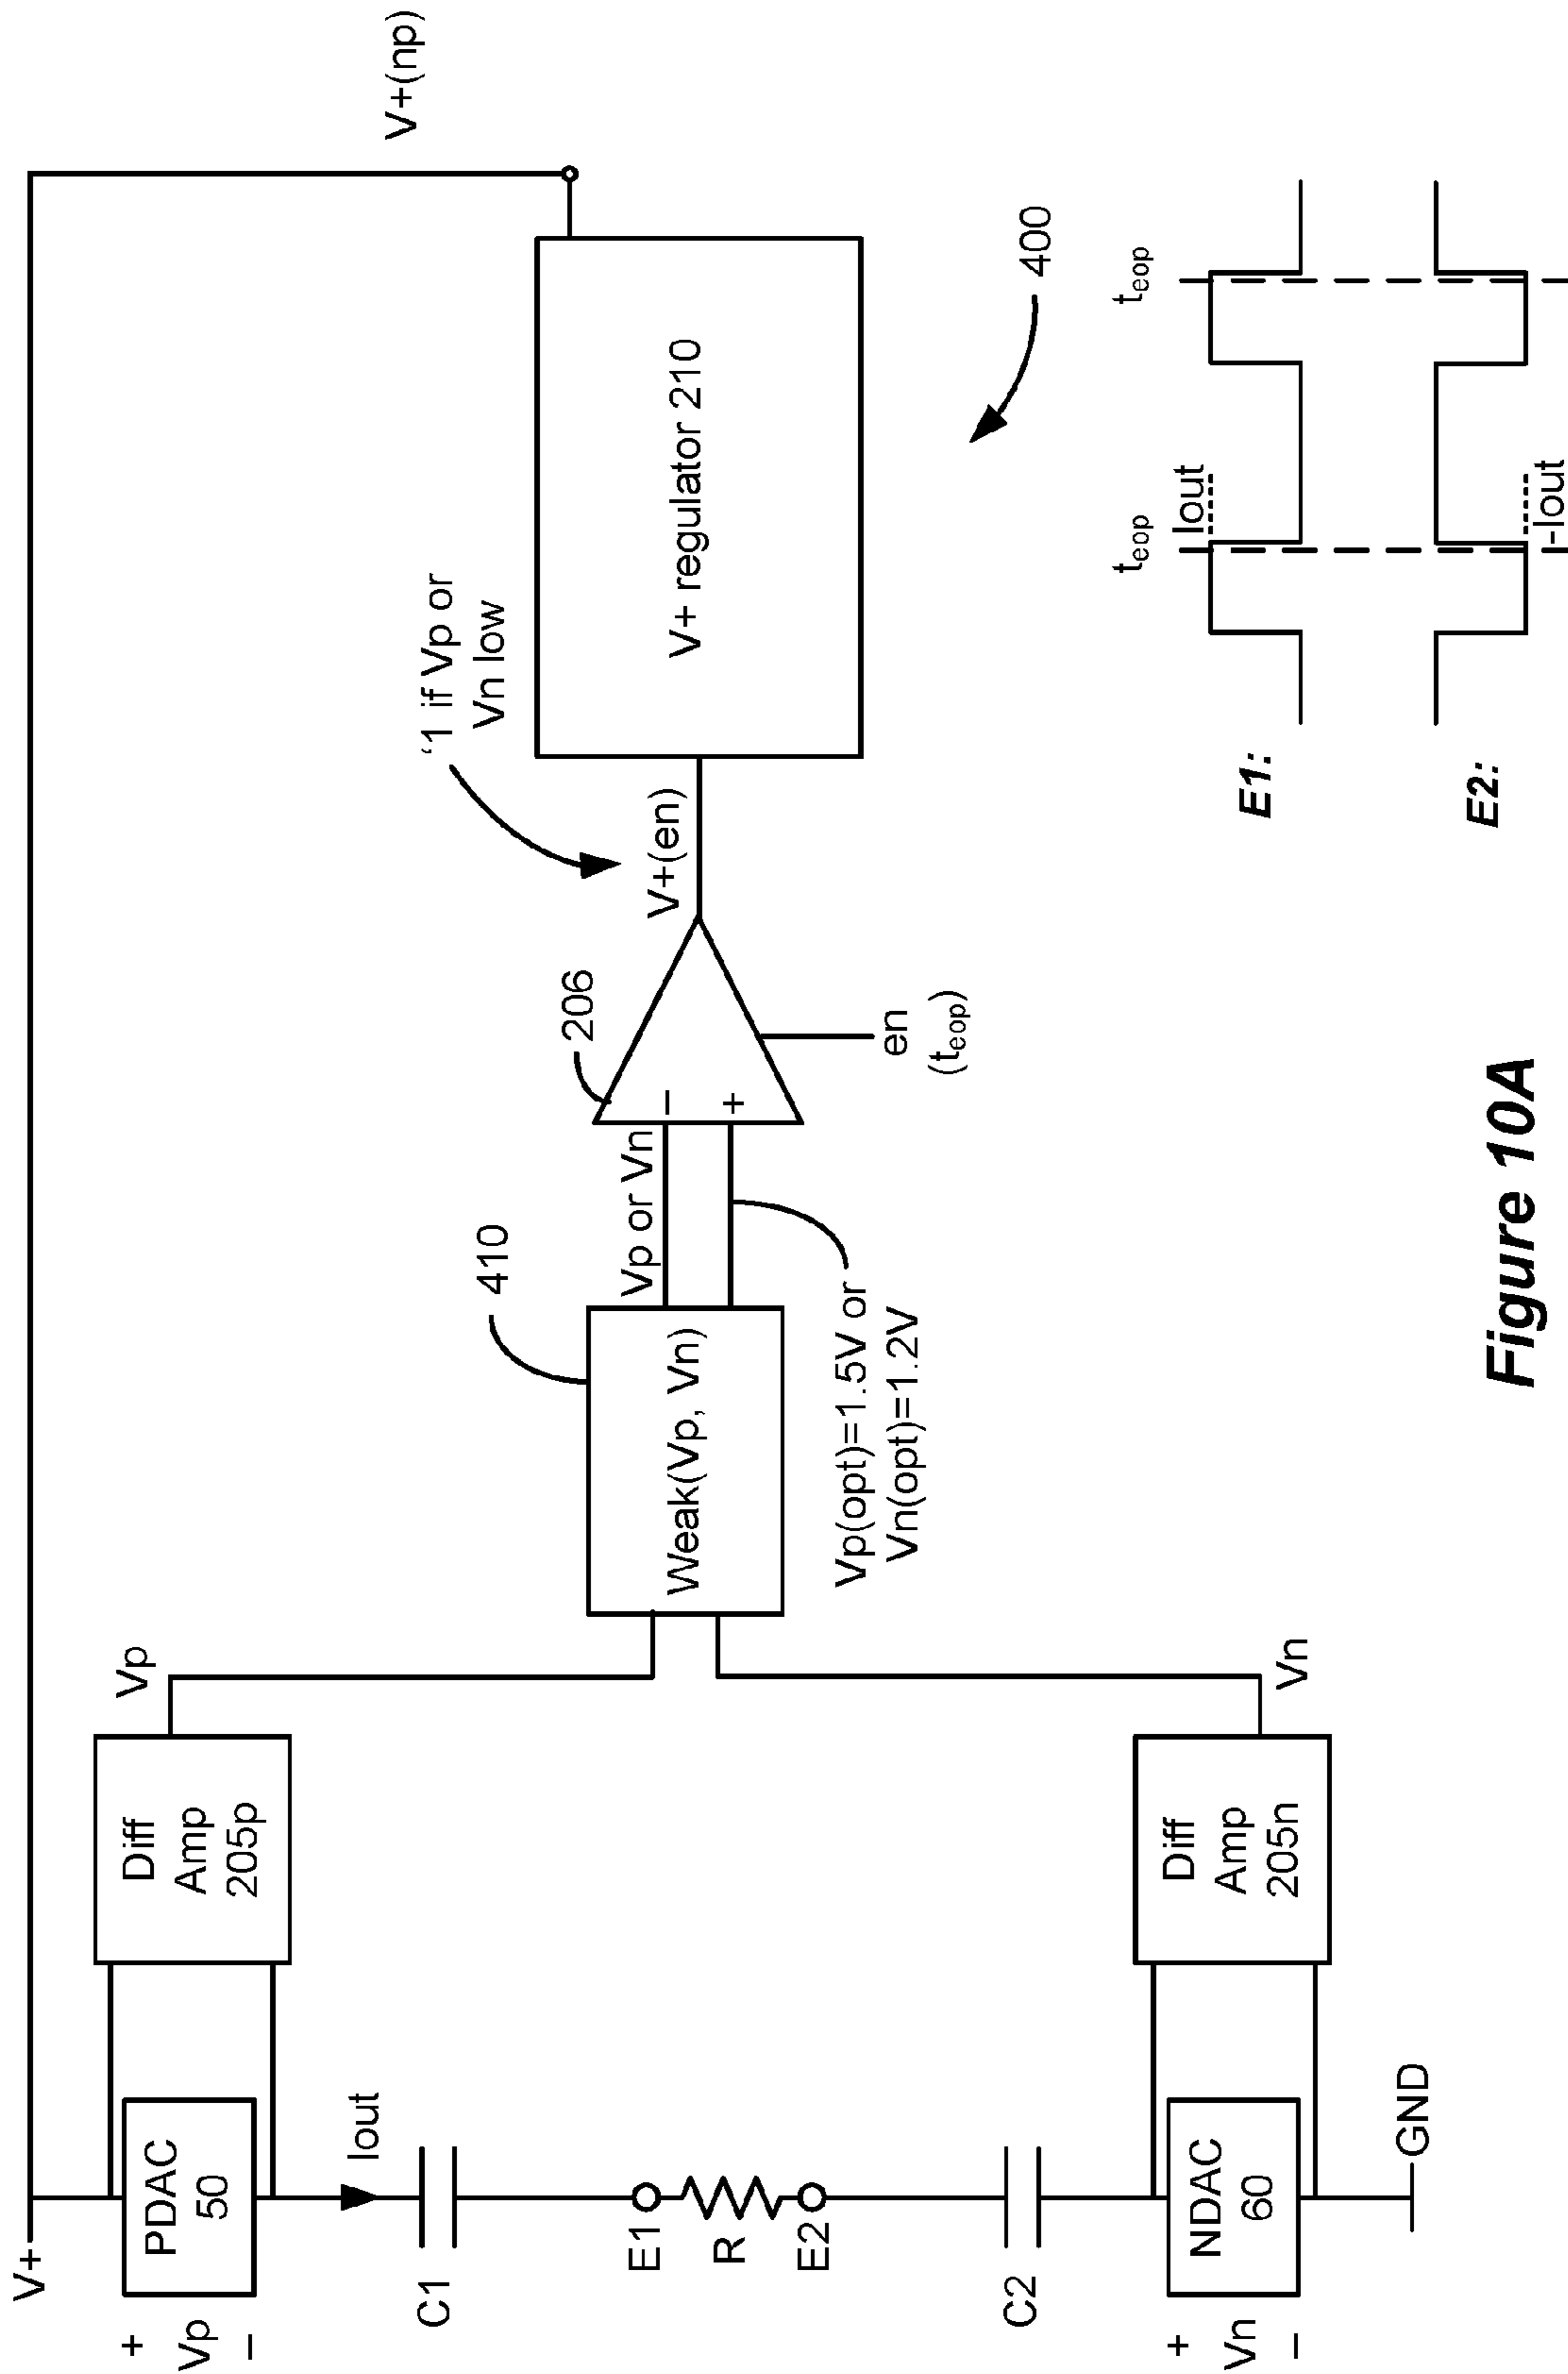 V+
+
Vp
−
PDAC
50
Diff
Amp
205p
Vp
Iout
C1
E1
R
E2
C2
+
Vn
−
NDAC
60
GND
Diff
Amp
205n
Vn
Weak(Vp, Vn)
410
Vp or Vn
Vp(opt)=1.5V or
Vn(opt)=1.2V
206
−
+
en
(teop)
V+(en)
'1 if Vp or
Vn low
V+ regulator 210
V+(np)
400
E1:
teop
Iout
teop
E2:
-Iout
Figure 10A